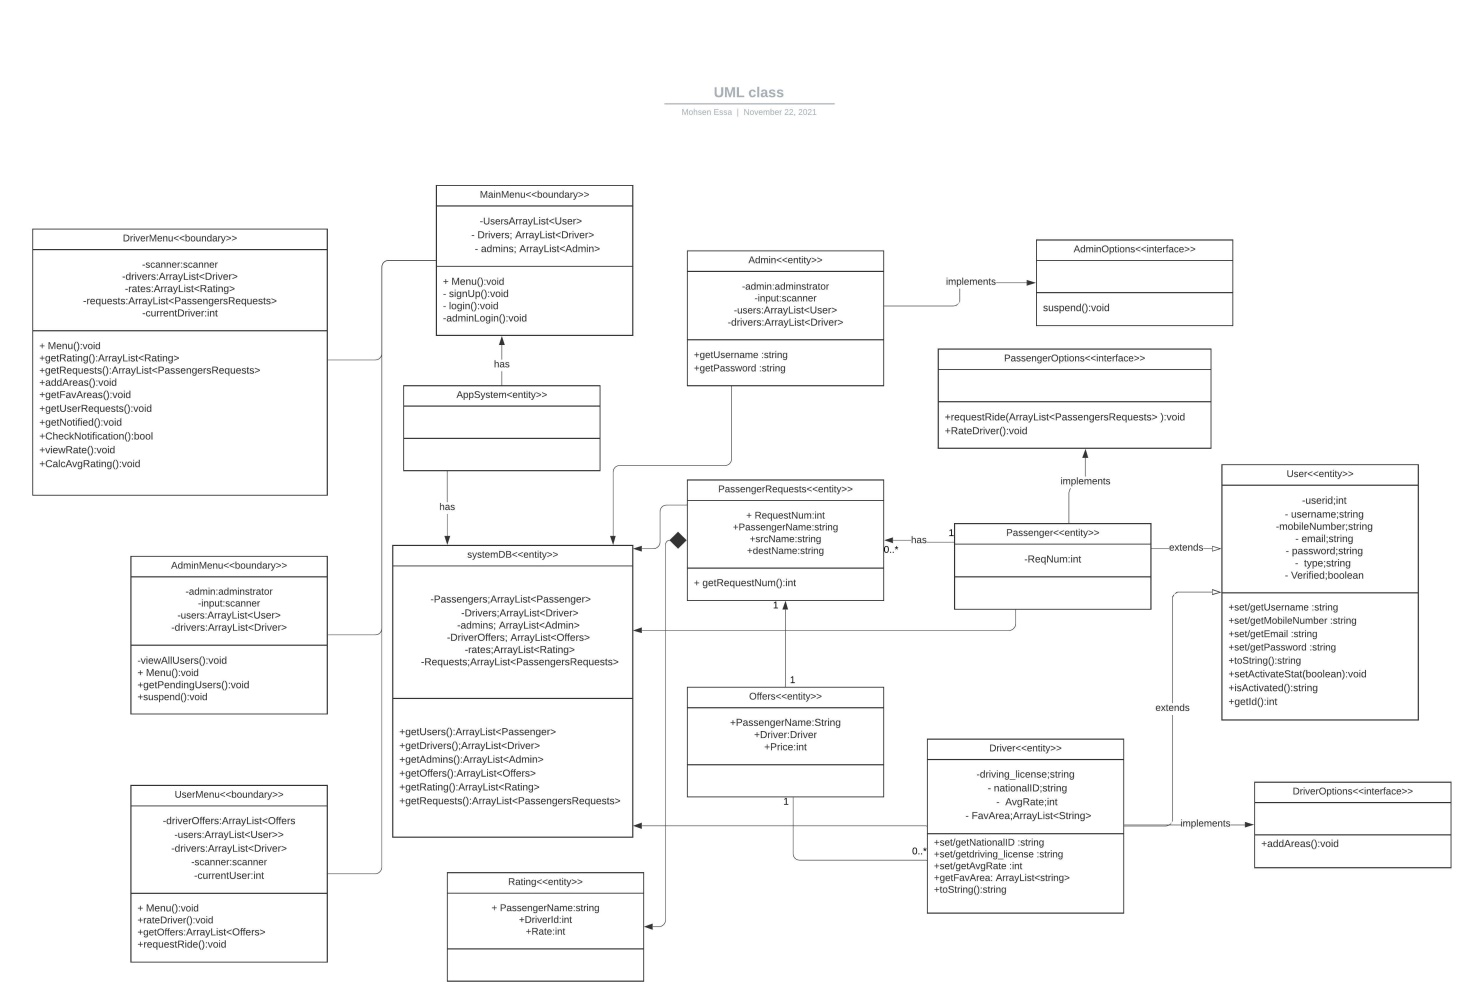 UML class
Mohsen Essa | November 22, 2021
MainMenu<<boundary>>
-UsersArrayList<User>
- Drivers; ArrayList<Driver>
- admins; ArrayList<Admin>
+ Menu():void
- signUp():void
- login():void
-adminLogin():void
DriverMenu<<boundary>>
-scanner:scanner
-drivers:ArrayList<Driver>
-rates:ArrayList<Rating>
-requests:ArrayList<PassengersRequests>
-currentDriver:int
+ Menu():void
+getRating():ArrayList<Rating>
+getRequests():ArrayList<PassengersRequests>
+addAreas():void
+getFavAreas():void
+getUserRequests():void
+getNotified():void
+CheckNotification():bool
+viewRate():void
+CalcAvgRating():void
Admin<<entity>>
-admin:adminstrator
-input:scanner
-users:ArrayList<User>
-drivers:ArrayList<Driver>
+getUsername :string
+getPassword :string
implements
AdminOptions<<interface>>
suspend():void
PassengerOptions<<interface>>
+requestRide(ArrayList<PassengersRequests> ):void
+RateDriver():void
implements
has
AppSystem<entity>>
has
User<<entity>>
-userid;int
- username;string
-mobileNumber;string
- email;string
- password;string
- type;string
- Verified;boolean
+set/getUsername :string
+set/getMobileNumber :string
+set/getEmail :string
+set/getPassword :string
+toString():string
+setActivateStat(boolean):void
+isActivated():string
+getId():int
PassengerRequests<<entity>>
+ RequestNum:int
+PassengerName:string
+srcName:string
+destName:string
+ getRequestNum():int
has
1
0..*
Passenger<<entity>>
-ReqNum:int
extends
systemDB<<entity>>
-Passengers;ArrayList<Passenger>
-Drivers;ArrayList<Driver>
-admins; ArrayList<Admin>
-DriverOffers; ArrayList<Offers>
-rates;ArrayList<Rating>
-Requests;ArrayList<PassengersRequests>
+getUsers():ArrayList<Passenger>
+getDrivers();ArrayList<Driver>
+getAdmins():ArrayList<Admin>
+getOffers():ArrayList<Offers>
+getRating():ArrayList<Rating>
+getRequests():ArrayList<PassengersRequests>
AdminMenu<<boundary>>
-admin:adminstrator
-input:scanner
-users:ArrayList<User>
-drivers:ArrayList<Driver>
-viewAllUsers():void
+ Menu():void
+getPendingUsers():void
+suspend():void
1
1
Offers<<entity>>
+PassengerName:String
+Driver:Driver
+Price:int
1
0..*
extends
Driver<<entity>>
-driving_license;string
- nationalID;string
- AvgRate;int
- FavArea;ArrayList<String>
+set/getNationalID :string
+set/getdriving_license :string
+set/getAvgRate :int
+getFavArea: ArrayList<string>
+toString():string
implements
DriverOptions<<interface>>
+addAreas():void
UserMenu<<boundary>>
-driverOffers:ArrayList<Offers
-users:ArrayList<User>>
-drivers:ArrayList<Driver>
-scanner:scanner
-currentUser:int
+ Menu():void
+rateDriver():void
+getOffers:ArrayList<Offers>
+requestRide():void
Rating<<entity>>
+ PassengerName:string
+DriverId:int
+Rate:int